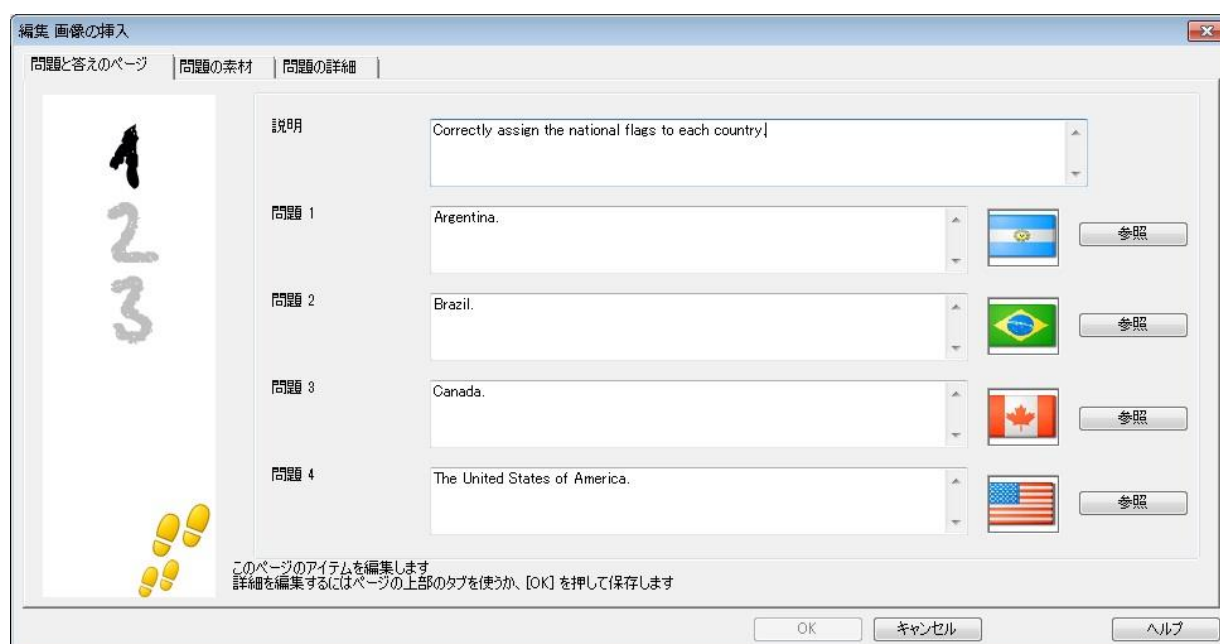 編集 画像の挿入
問題と答えのページ
問題の素材
問題の詳細
1
2
3
説明
Correctly assign the national flags to each country.
問題 1
Argentina.
参照
問題 2
Brazil.
参照
問題 3
Canada.
参照
問題 4
The United States of America.
参照
このページのアイテムを編集します
詳細を編集するにはページの上部のタブを使うか、[OK] を押して保存します
OK
キャンセル
ヘルプ